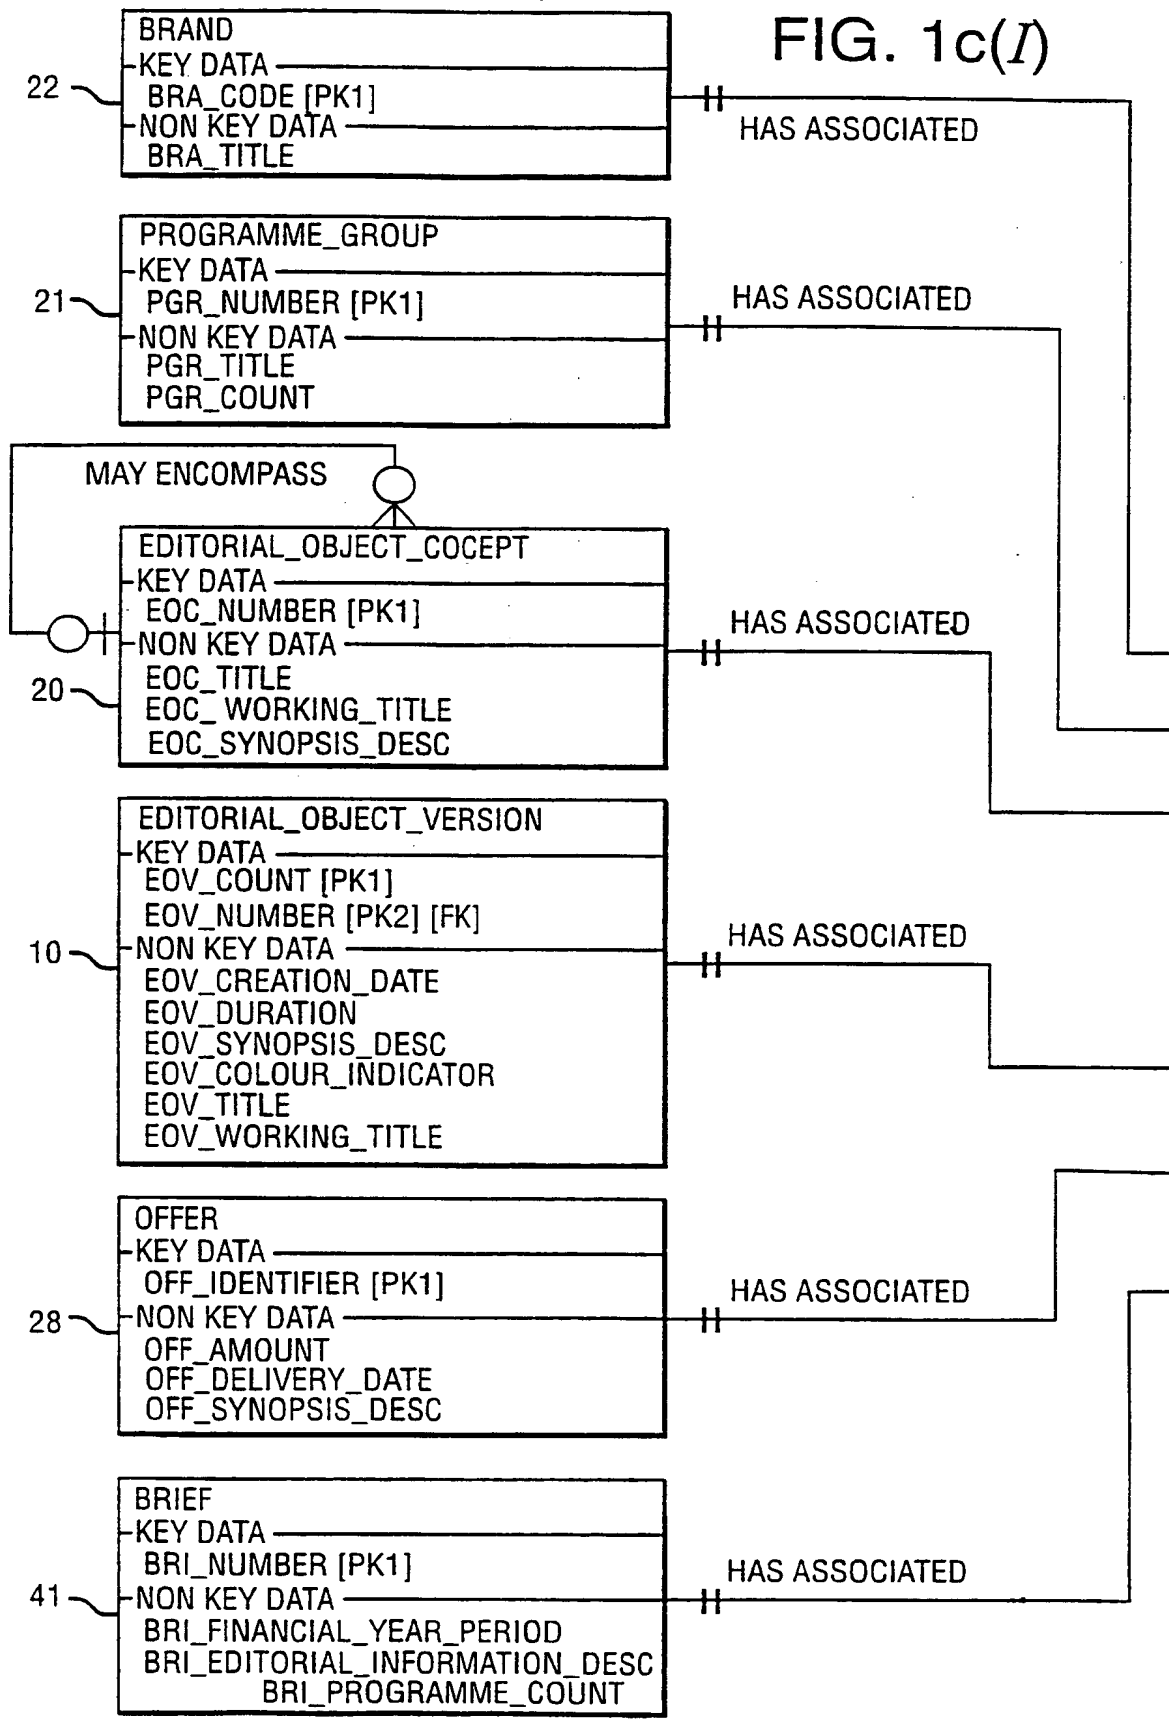 FIG. 1c(I)
BRAND
KEY DATA
22
BRA_CODE [PK1]
HAS ASSOCIATED
NON KEY DATA
BRA_TITLE
PROGRAMME_GROUP
KEY DATA
21
PGR_NUMBER [PK1]
HAS ASSOCIATED
NON KEY DATA
PGR_TITLE
PGR_COUNT
MAY ENCOMPASS
EDITORIAL_OBJECT_COCEPT
KEY DATA
EOC_NUMBER [PK1]
HAS ASSOCIATED
NON KEY DATA
20
EOC_TITLE
EOC_ WORKING_TITLE
EOC_SYNOPSIS_DESC
EDITORIAL_OBJECT_VERSION
KEY DATA
EOV_COUNT [PK1]
EOV_NUMBER [PK2] [FK]
HAS ASSOCIATED
10
NON KEY DATA
EOV_CREATION_DATE
EOV_DURATION
EOV_SYNOPSIS_DESC
EOV_COLOUR_INDICATOR
EOV_TITLE
EOV_WORKING_TITLE
OFFER
KEY DATA
OFF_IDENTIFIER [PK1]
HAS ASSOCIATED
28
NON KEY DATA
OFF_AMOUNT
OFF_DELIVERY_DATE
OFF_SYNOPSIS_DESC
BRIEF
KEY DATA
BRI_NUMBER [PK1]
HAS ASSOCIATED
41
NON KEY DATA
BRI_FINANCIAL_YEAR_PERIOD
BRI_EDITORIAL_INFORMATION_DESC
BRI_PROGRAMME_COUNT